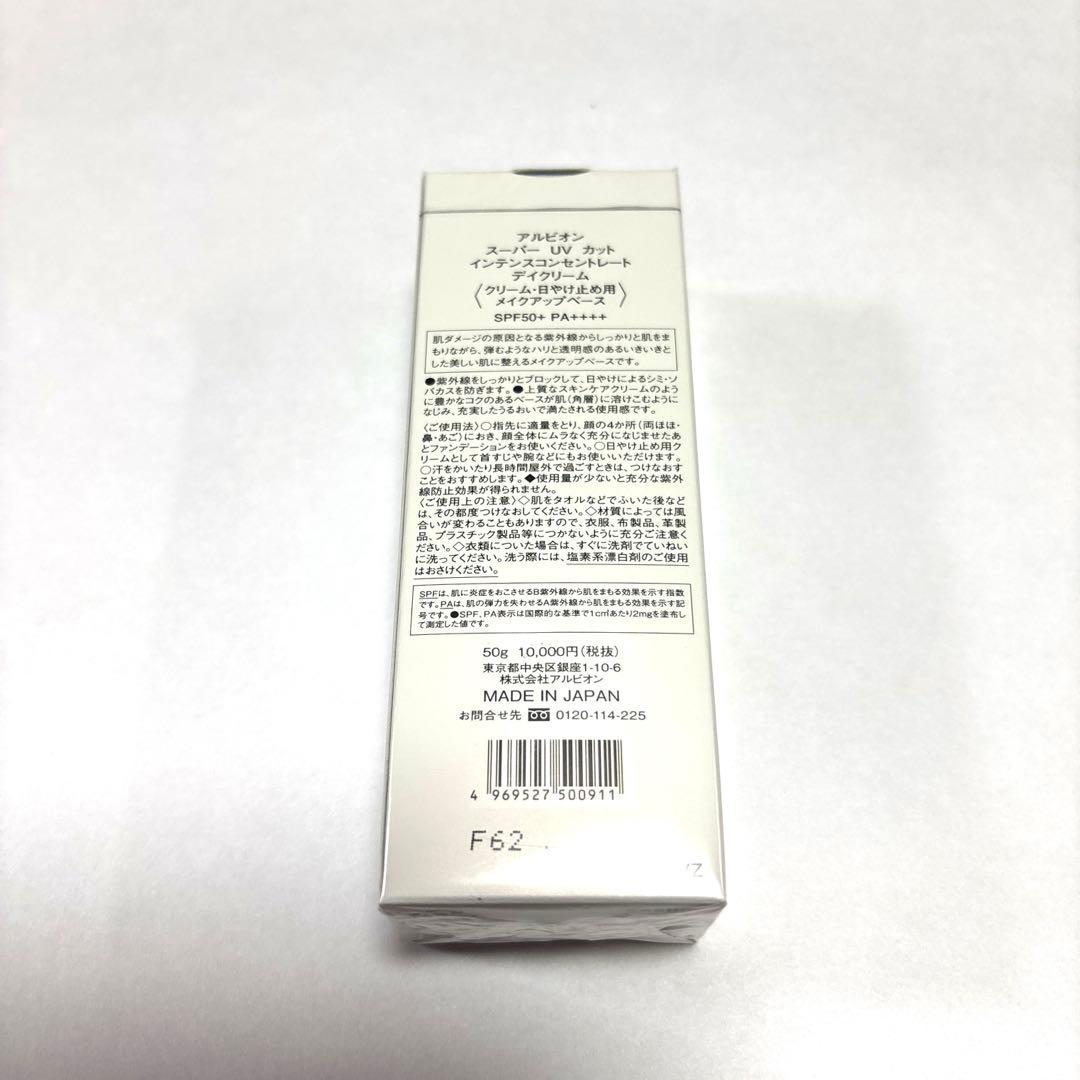 アルビオン
スーパー UV カット
インテンスコンセントレート
デイクリーム
〈クリーム・日やけ止め用
メイクアップベース〉
SPF50+ PA++++
肌ダメージの原因となる紫外線からしっかりと肌をま
もりながら、弾むようなハリと透明感のあるいきいきと
した美しい肌に整えるメイクアップベースです。
●紫外線をしっかりとブロックして、日やけによるシミ・ソ
バカスを防ぎます。●上質なスキンケアクリームのよう
に豊かなコクのあるベースが肌(角層)に溶けこむように
なじみ、充実したうるおいで満たされる使用感です。
〈ご使用法〉○指先に適量をとり、顔の4か所(両ほほ・
鼻・あご)におき、顔全体にムラなく充分になじませたあ
とファンデーションをお使いください。○日やけ止め用ク
リームとして首すじや腕などにもお使いいただけます。
○汗をかいたり長時間屋外で過ごすときは、つけなおす
ことをおすすめします。◆使用量が少ないと充分な紫外
線防止効果が得られません。
〈ご使用上の注意〉◇肌をタオルなどでふいた後など
は、その都度つけなおしてください。◇材質によっては風
合いが変わることもありますので、衣服、布製品、革製
品、プラスチック製品等につかないように充分ご注意く
ださい。◇衣類についた場合は、すぐに洗剤でていねい
に洗ってください。洗う際には、塩素系漂白剤のご使用
はおさけください。
SPFは、肌に炎症をおこさせるB紫外線から肌をまもる効果を示す指数
です。PAは、肌の弾力を失わせるA紫外線から肌をまもる効果を示す記
号です。●SPF、PA表示は国際的な基準で1c㎡あたり2mgを塗布し
て測定した値です。
50g 10,000円(税抜)
東京都中央区銀座1-10-6
株式会社アルビオン
MADE IN JAPAN
お問合せ先 0120-114-225
4 969527 500911
F62
YZ